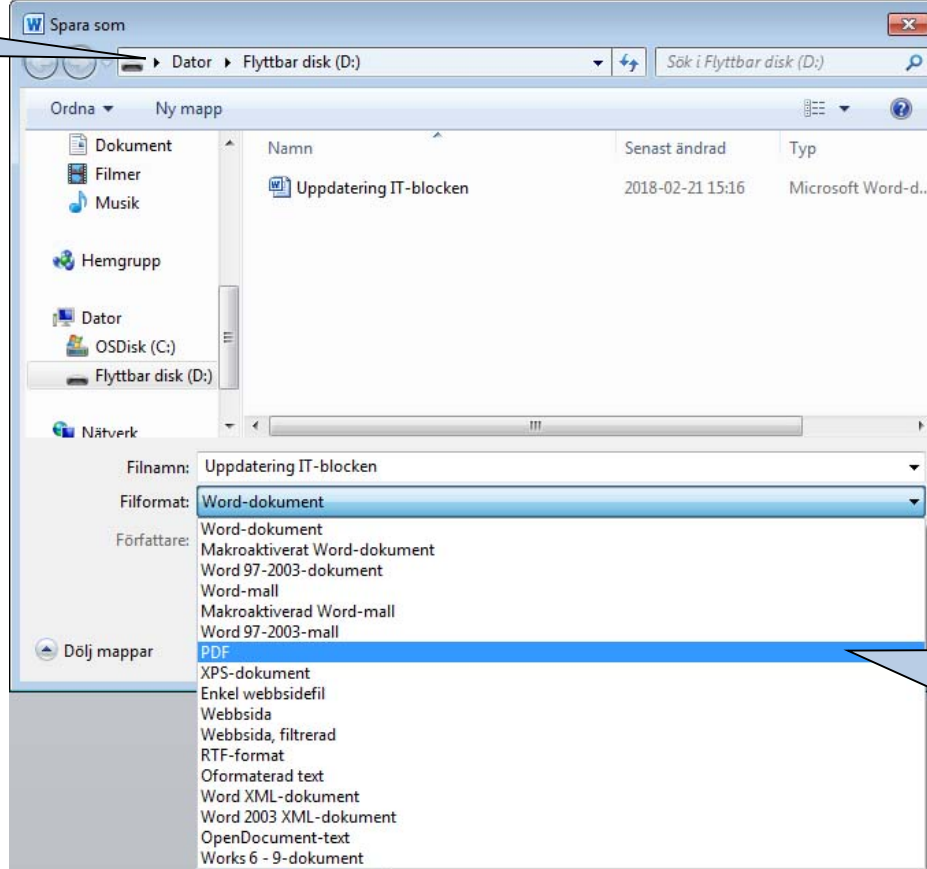 Spara som
Dator Flyttbar disk (D:) Sök i Flyttbar disk (D:)
Ordna Ny mapp
Dokument
Filmer
Musik
Hemgrupp
Dator
OSDisk (C:)
Flyttbar disk (D:)
Nätverk
Namn Senast ändrad Typ
Uppdatering IT-blocken 2018-02-21 15:16 Microsoft Word-d...
Filnamn: Uppdatering IT-blocken
Filformat: Word-dokument
Författare:
Word-dokument
Makroaktiverat Word-dokument
Word 97-2003-dokument
Word-mall
Makroaktiverad Word-mall
Word 97-2003-mall
PDF
XPS-dokument
Enkel webbsidefil
Webbsida
Webbsida, filtrerad
RTF-format
Oformaterad text
Word XML-dokument
Word 2003 XML-dokument
OpenDocument-text
Works 6 - 9-dokument
Dölj mappar